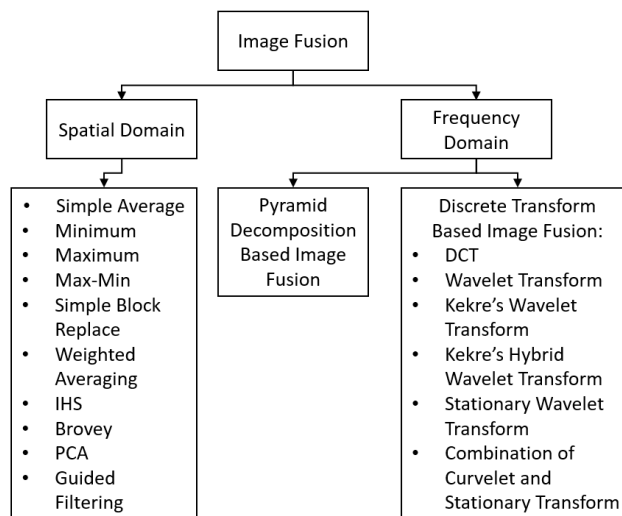 Image Fusion
Spatial Domain
Frequency
Domain
• Simple Average
• Minimum
• Maximum
• Max-Min
• Simple Block
Replace
• Weighted
Averaging
• IHS
• Brovey
• PCA
• Guided
Filtering
Pyramid
Decomposition
Based Image
Fusion
Discrete Transform
Based Image Fusion:
• DCT
• Wavelet Transform
• Kekre’s Wavelet
Transform
• Kekre’s Hybrid
Wavelet Transform
• Stationary Wavelet
Transform
• Combination of
Curvelet and
Stationary Transform